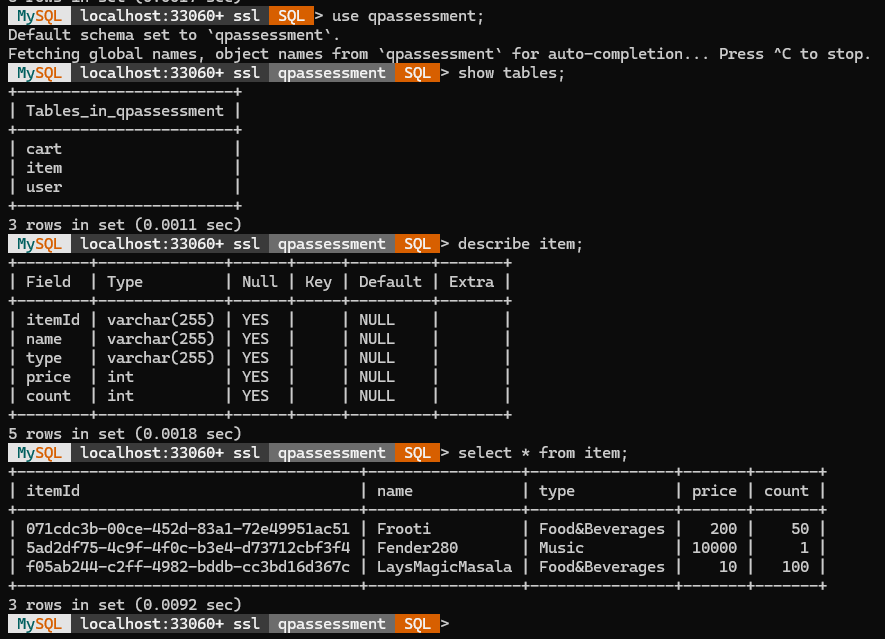 MySQL localhost:33060+ ssl SQL > use qpassessment;
Default schema set to `qpassessment`.
Fetching global names, object names from `qpassessment` for auto-completion... Press ^C to stop.
MySQL localhost:33060+ ssl qpassessment SQL > show tables;
+------------------------+
| Tables_in_qpassessment |
+------------------------+
| cart                   |
| item                   |
| user                   |
+------------------------+
3 rows in set (0.0011 sec)
MySQL localhost:33060+ ssl qpassessment SQL > describe item;
+--------+--------------+------+-----+---------+-------+
| Field  | Type         | Null | Key | Default | Extra |
+--------+--------------+------+-----+---------+-------+
| itemId | varchar(255) | YES  |     | NULL    |       |
| name   | varchar(255) | YES  |     | NULL    |       |
| type   | varchar(255) | YES  |     | NULL    |       |
| price  | int          | YES  |     | NULL    |       |
| count  | int          | YES  |     | NULL    |       |
+--------+--------------+------+-----+---------+-------+
5 rows in set (0.0018 sec)
MySQL localhost:33060+ ssl qpassessment SQL > select * from item;
+--------------------------------------+-----------------+----------------+-------+-------+
| itemId                               | name            | type           | price | count |
+--------------------------------------+-----------------+----------------+-------+-------+
| 071cdc3b-00ce-452d-83a1-72e49951ac51 | Frooti          | Food&Beverages |   200 |    50 |
| 5ad2df75-4c9f-4f0c-b3e4-d73712cbf3f4 | Fender280       | Music          | 10000 |     1 |
| f05ab244-c2ff-4982-bddb-cc3bd16d367c | LaysMagicMasala | Food&Beverages |    10 |   100 |
+--------------------------------------+-----------------+----------------+-------+-------+
3 rows in set (0.0092 sec)
MySQL localhost:33060+ ssl qpassessment SQL >